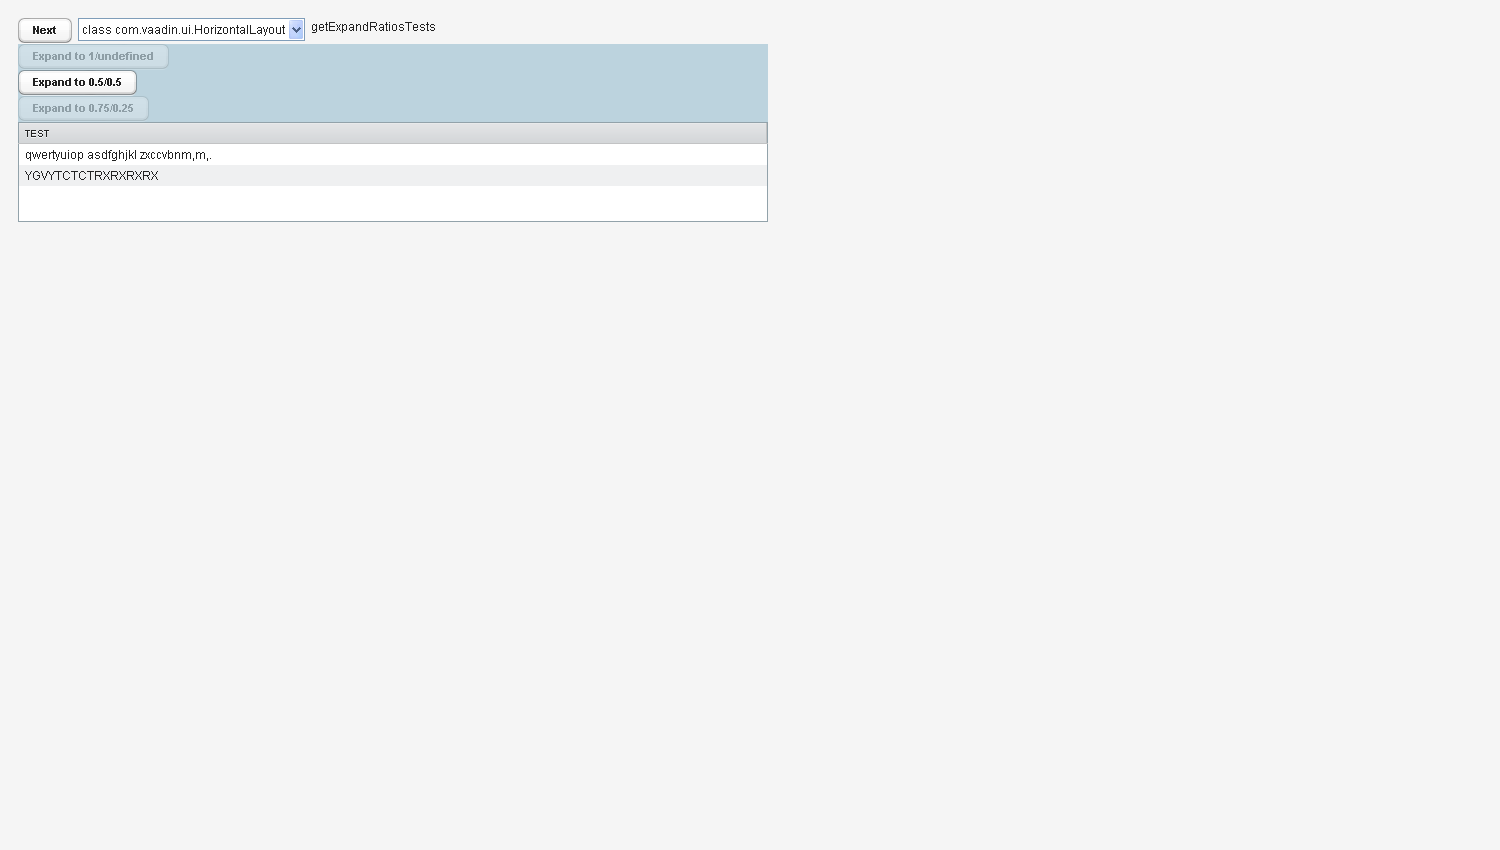 Next class com.vaadin.ui.HorizontalLayout getExpandRatiosTests
Expand to 1/undefined
Expand to 0.5/0.5
Expand to 0.75/0.25
TEST
qwertyuiop asdfghjkl zxccvbnm,m,.
YGVYTCTCTRXRXRXRX